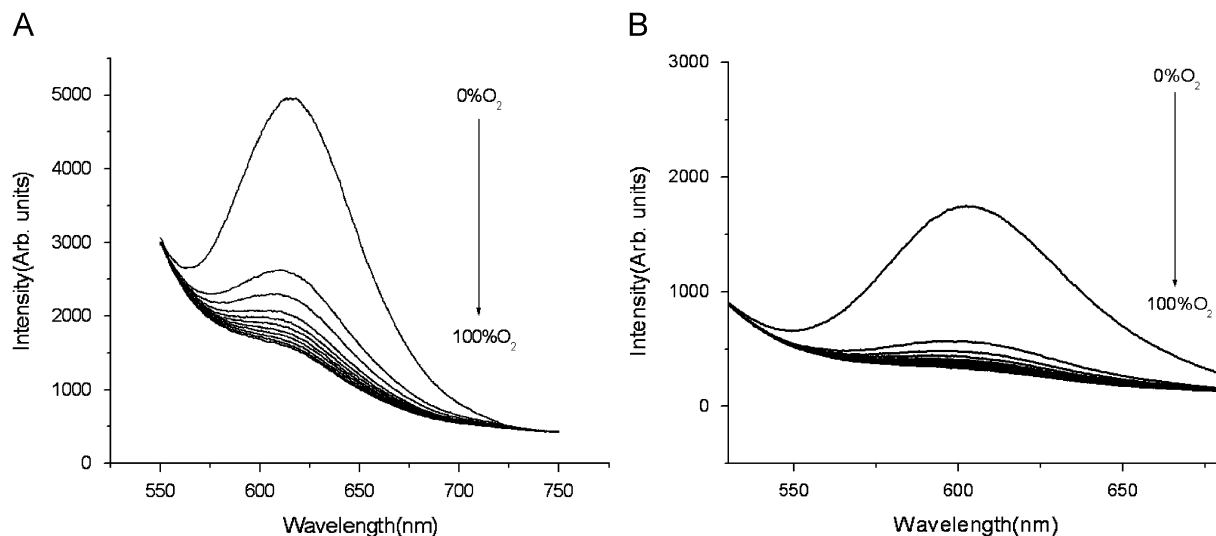 A
Intensity(Arb. units)
5000
4000
3000
2000
1000
0
0%O₂
100%O₂
550
600
650
700
750
Wavelength(nm)
B
Intensity(Arb. units)
3000
2000
1000
0
0%O₂
100%O₂
550
600
650
Wavelength(nm)